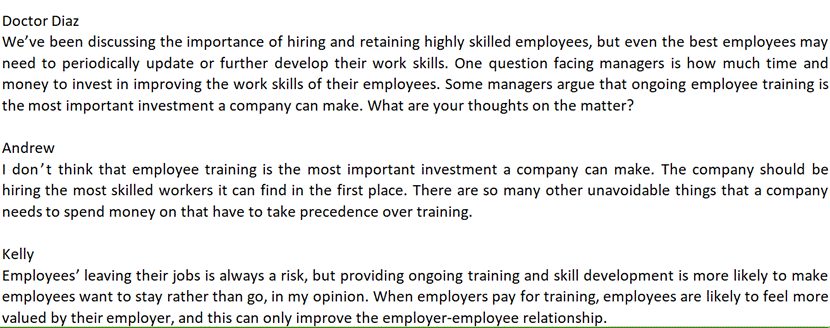 Doctor Diaz
We’ve been discussing the importance of hiring and retaining highly skilled employees, but even the best employees may
need to periodically update or further develop their work skills. One question facing managers is how much time and
money to invest in improving the work skills of their employees. Some managers argue that ongoing employee training is
the most important investment a company can make. What are your thoughts on the matter?
Andrew
I don’t think that employee training is the most important investment a company can make. The company should be
hiring the most skilled workers it can find in the first place. There are so many other unavoidable things that a company
needs to spend money on that have to take precedence over training.
Kelly
Employees’ leaving their jobs is always a risk, but providing ongoing training and skill development is more likely to make
employees want to stay rather than go, in my opinion. When employers pay for training, employees are likely to feel more
valued by their employer, and this can only improve the employer-employee relationship.